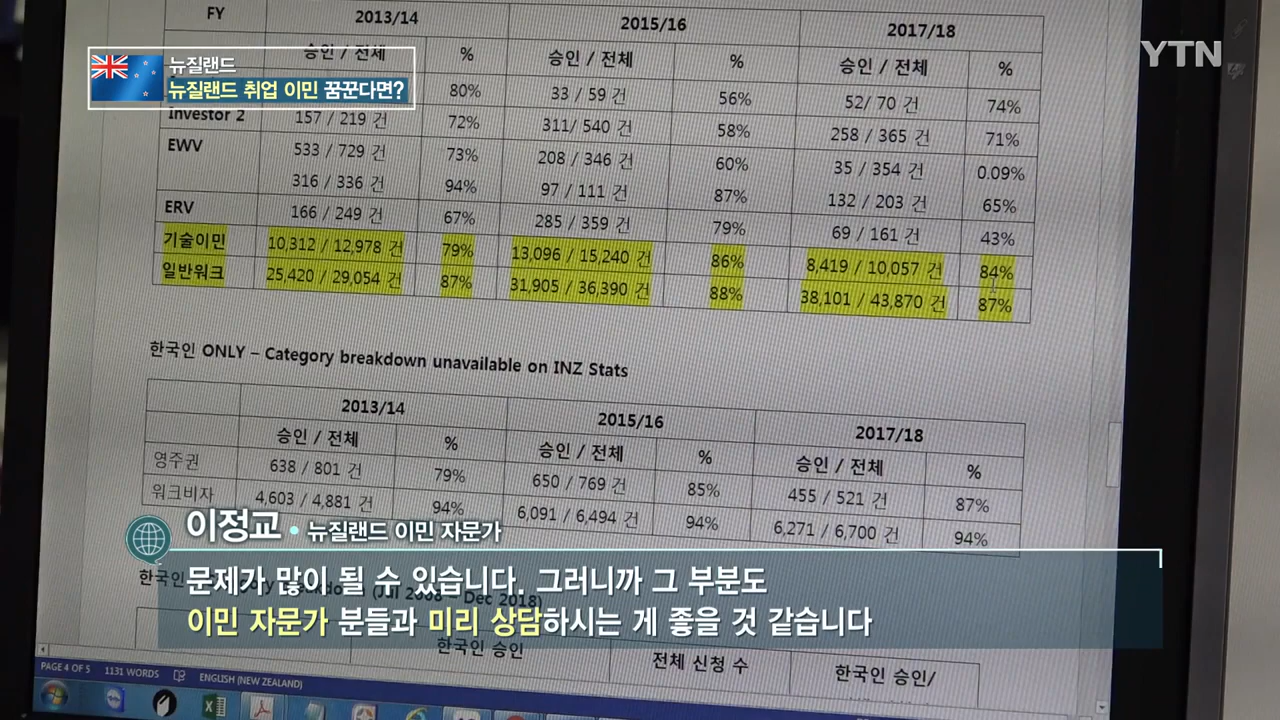 FY 2013/14 2015/16 2017/18
승인 / 전체 % 승인 / 전체 % 승인 / 전체 %
YTN
뉴질랜드
뉴질랜드 취업 이민 꿈꾼다면?
80% 33 / 59 건 56% 52/ 70 건 74%
Investor 2 157 / 219 건 72% 311/ 540 건 58% 258 / 365 건 71%
EWV 533 / 729 건 73% 208 / 346 건 60% 35 / 354 건 0.09%
316 / 336 건 94% 97 / 111 건 87% 132 / 203 건 65%
ERV 166 / 249 건 67% 285 / 359 건 79% 69 / 161 건 43%
기술이민 10,312 / 12,978 건 79% 13,096 / 15,240 건 86% 8,419 / 10,057 건 84%
일반워크 25,420 / 29,054 건 87% 31,905 / 36,390 건 88% 38,101 / 43,870 건 87%
한국인 ONLY – Category breakdown unavailable on INZ Stats
2013/14 2015/16 2017/18
승인 / 전체 % 승인 / 전체 % 승인 / 전체 %
영주권 638 / 801 건 79% 650 / 769 건 85% 455 / 521 건 87%
워크비자 4,603 / 4,881 건 94% 6,091 / 6,494 건 94% 6,271 / 6,700 건 94%
이정교 • 뉴질랜드 이민 자문가
문제가 많이 될 수 있습니다. 그러니까 그 부분도
이민 자문가 분들과 미리 상담하시는 게 좋을 것 같습니다
한국인 Dec 2018)
한국인 승인 전체 신청 수 한국인 승인/
PAGE 4 OF 5 1131 WORDS ENGLISH (NEW ZEALAND)